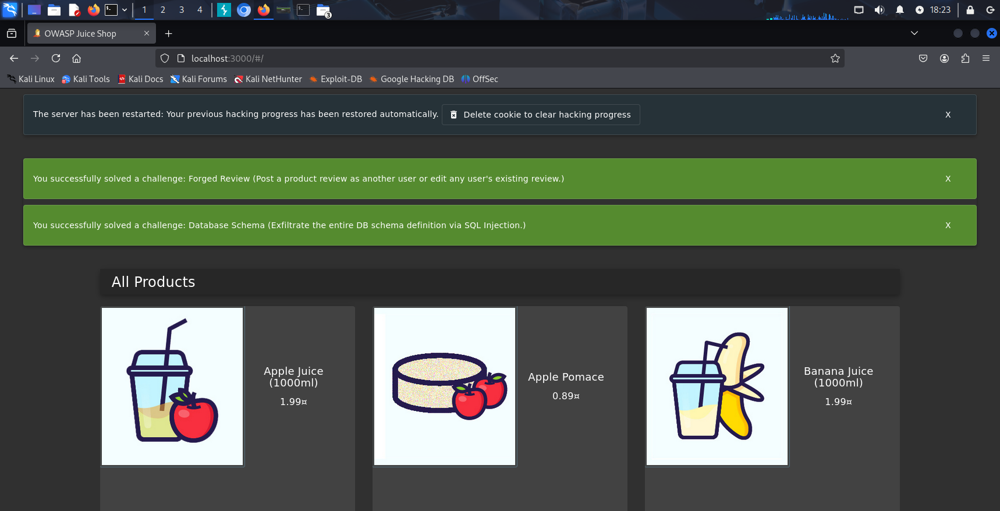 1 2 3 4 3 18:23
OWASP Juice Shop
localhost:3000/#/
Kali Linux Kali Tools Kali Docs Kali Forums Kali NetHunter Exploit-DB Google Hacking DB OffSec
The server has been restarted: Your previous hacking progress has been restored automatically. Delete cookie to clear hacking progress X
You successfully solved a challenge: Forged Review (Post a product review as another user or edit any user's existing review.) X
You successfully solved a challenge: Database Schema (Exfiltrate the entire DB schema definition via SQL Injection.) X
All Products
Apple Juice
(1000ml)
1.99¤
Apple Pomace
0.89¤
Banana Juice
(1000ml)
1.99¤